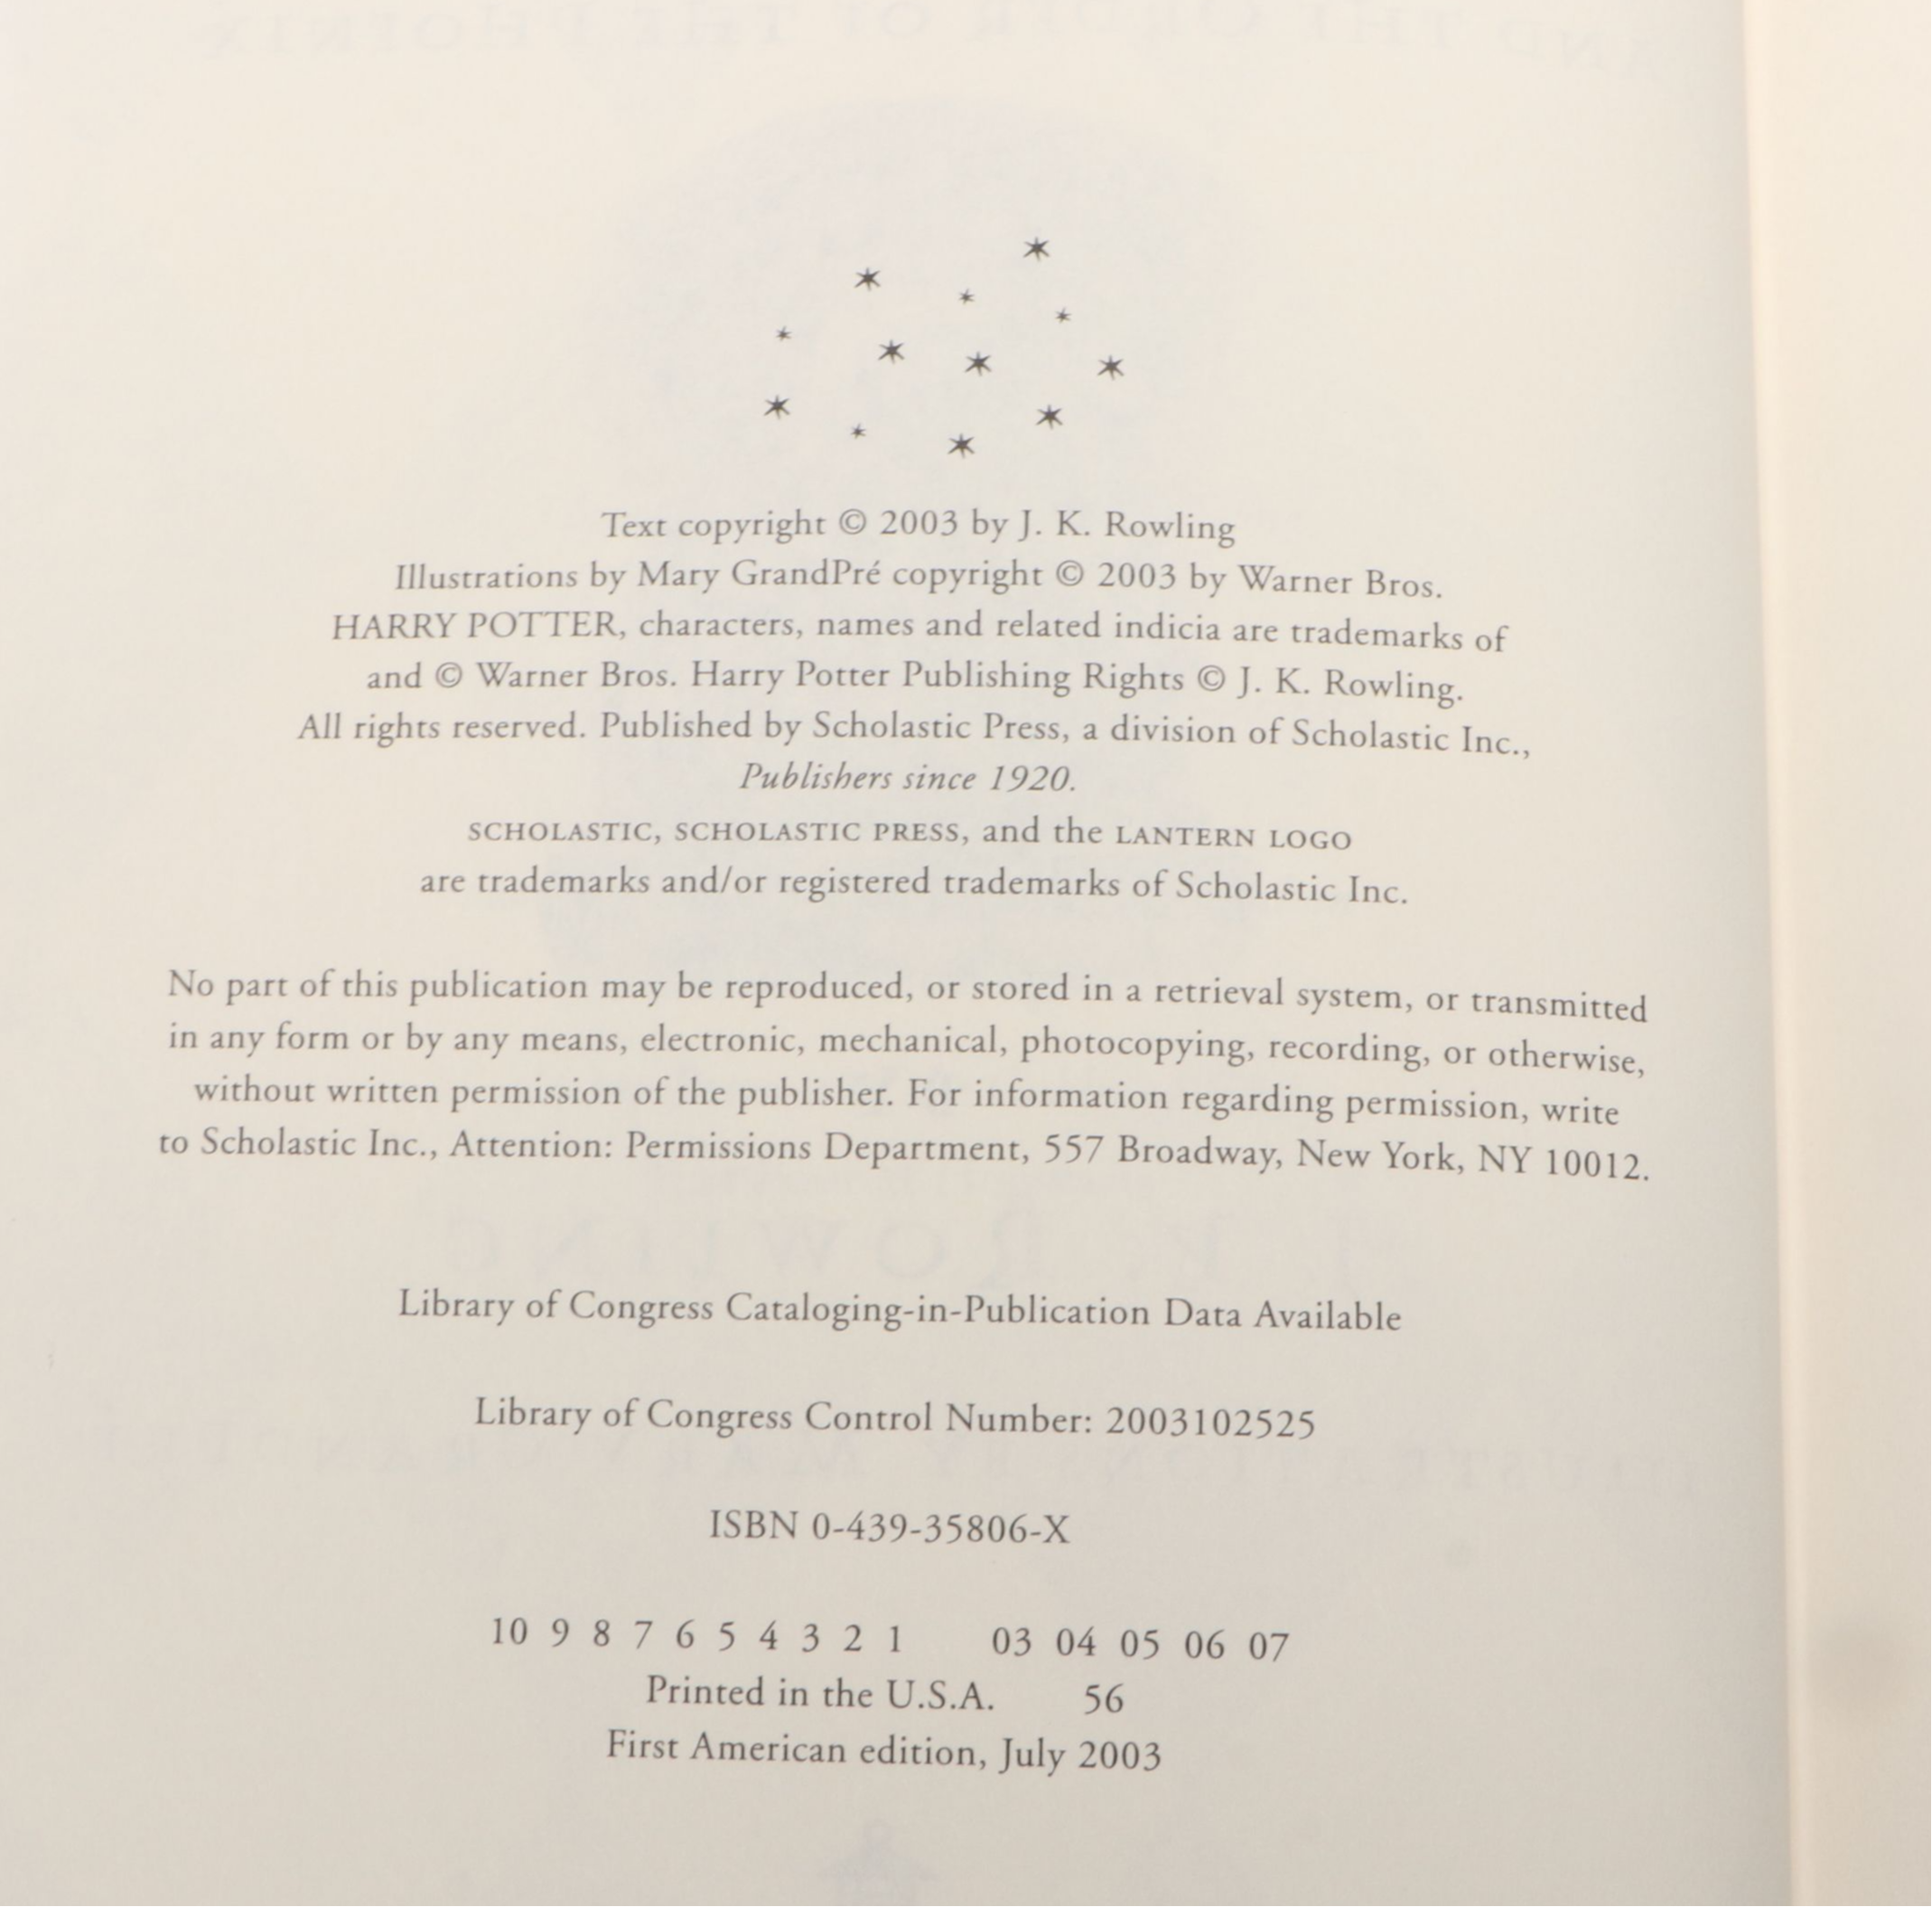 Text copyright © 2003 by J. K. Rowling
Illustrations by Mary GrandPré copyright © 2003 by Warner Bros.
HARRY POTTER, characters, names and related indicia are trademarks of
and © Warner Bros. Harry Potter Publishing Rights © J. K. Rowling.
All rights reserved. Published by Scholastic Press, a division of Scholastic Inc.,
Publishers since 1920.
SCHOLASTIC, SCHOLASTIC PRESS, and the LANTERN LOGO
are trademarks and/or registered trademarks of Scholastic Inc.
No part of this publication may be reproduced, or stored in a retrieval system, or transmitted
in any form or by any means, electronic, mechanical, photocopying, recording, or otherwise,
without written permission of the publisher. For information regarding permission, write
to Scholastic Inc., Attention: Permissions Department, 557 Broadway, New York, NY 10012.
Library of Congress Cataloging-in-Publication Data Available
Library of Congress Control Number: 2003102525
ISBN 0-439-35806-X
10 9 8 7 6 5 4 3 2 1 03 04 05 06 07
Printed in the U.S.A. 56
First American edition, July 2003